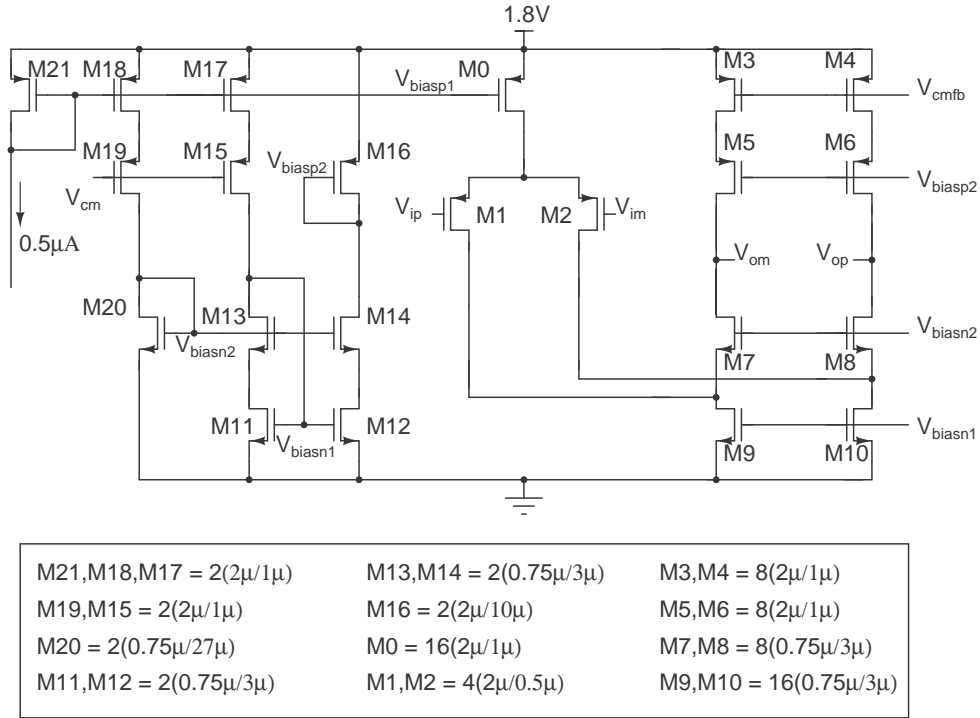 1.8V
M21
M18
M17
V_biasp1
M0
M3
M4
V_cmfb
M19
M15
V_biasp2
M16
M5
M6
V_biasp2
V_cm
V_ip
M1
M2
V_im
0.5μA
V_om
V_op
M20
M13
M14
V_biasn2
V_biasn2
M7
M8
M11
V_biasn1
M12
V_biasn1
M9
M10
M21,M18,M17 = 2(2μ/1μ)
M19,M15 = 2(2μ/1μ)
M20 = 2(0.75μ/27μ)
M11,M12 = 2(0.75μ/3μ)
M13,M14 = 2(0.75μ/3μ)
M16 = 2(2μ/10μ)
M0 = 16(2μ/1μ)
M1,M2 = 4(2μ/0.5μ)
M3,M4 = 8(2μ/1μ)
M5,M6 = 8(2μ/1μ)
M7,M8 = 8(0.75μ/3μ)
M9,M10 = 16(0.75μ/3μ)